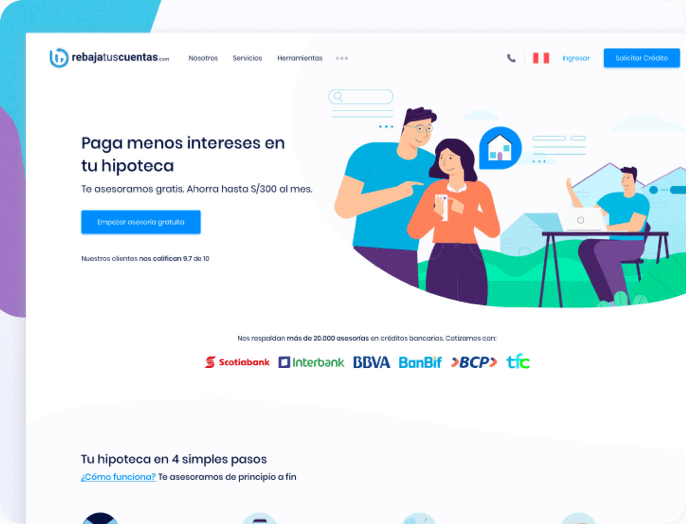 rebajatuscuentas.com
Nosotros
Servicios
Herramientas
Ingresar
Solicitar Crédito
Paga menos intereses en
tu hipoteca
Te asesoramos gratis. Ahorra hasta S/300 al mes.
Empezar asesoría gratuita
Nuestros clientes nos califican 9.7 de 10
Nos respaldan más de 20.000 asesorías en créditos bancarios. Cotizamos con:
Scotiabank
Interbank
BBVA
BanBif
BCP
tfc
Tu hipoteca en 4 simples pasos
¿Cómo funciona? Te asesoramos de principio a fin